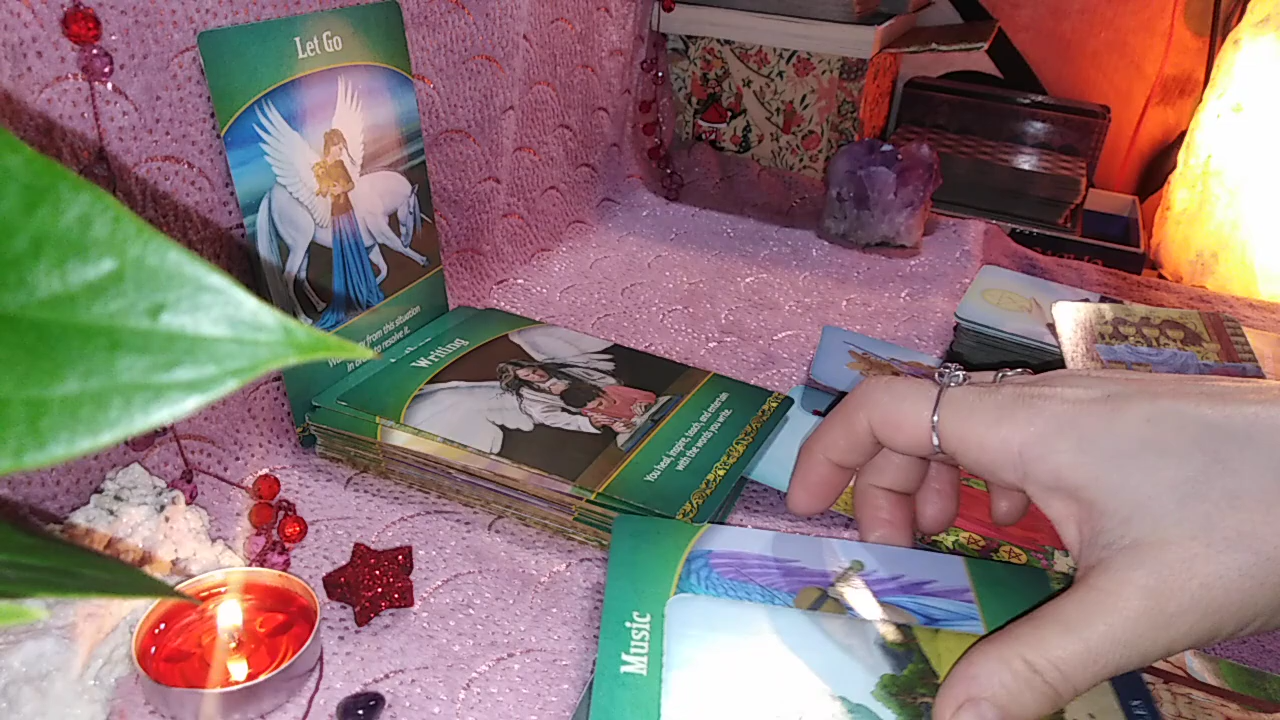 Let Go
from this situation
to resolve it.
Writing
You heal, inspire, teach, and entertain
with the words you write.
Music